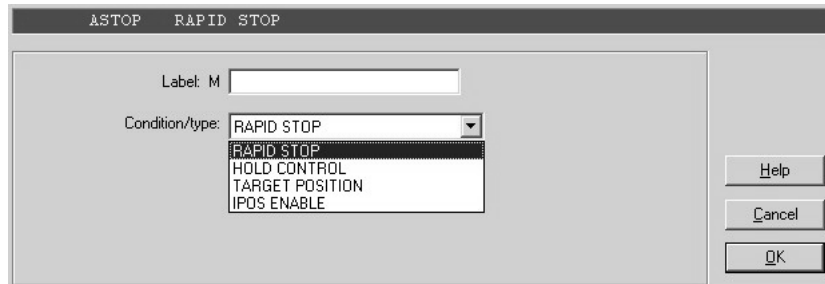 ASTOP RAPID STOP
Label: M
Condition/type: RAPID STOP
RAPID STOP
HOLD CONTROL
TARGET POSITION
IPOS ENABLE
Help
Cancel
OK